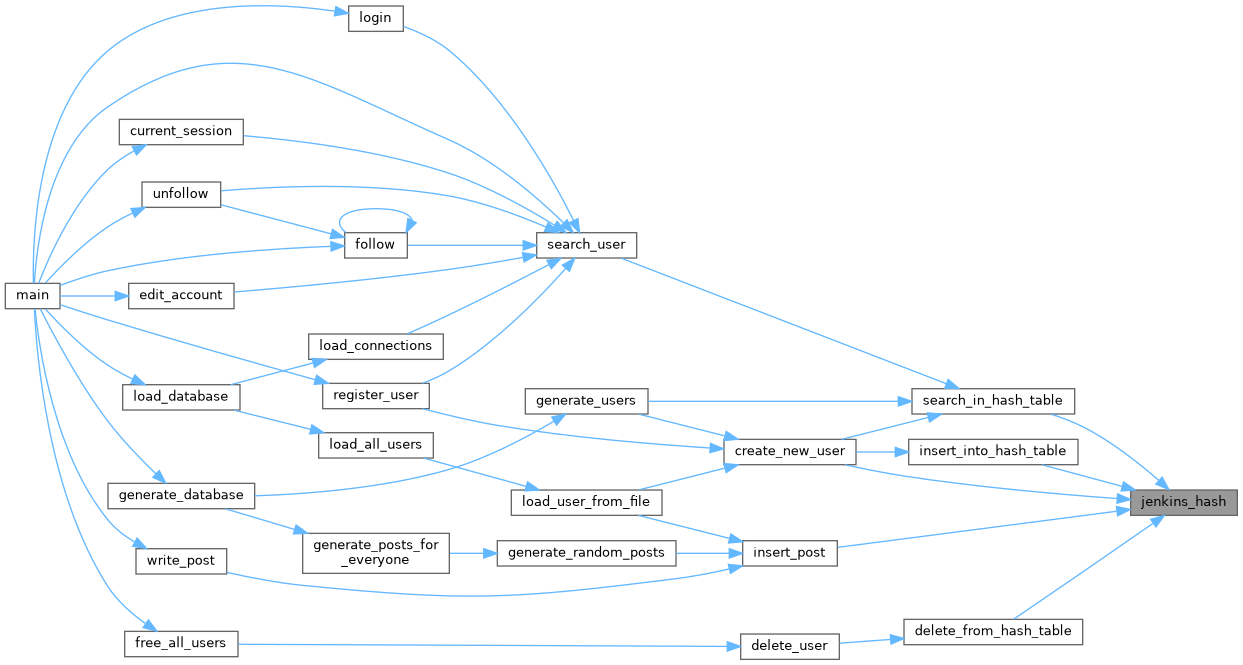 login
current_session
unfollow
follow
search_user
main
edit_account
load_connections
load_database
register_user
generate_users
search_in_hash_table
load_all_users
create_new_user
insert_into_hash_table
generate_database
load_user_from_file
jenkins_hash
generate_posts_for
_everyone
generate_random_posts
insert_post
write_post
free_all_users
delete_user
delete_from_hash_table